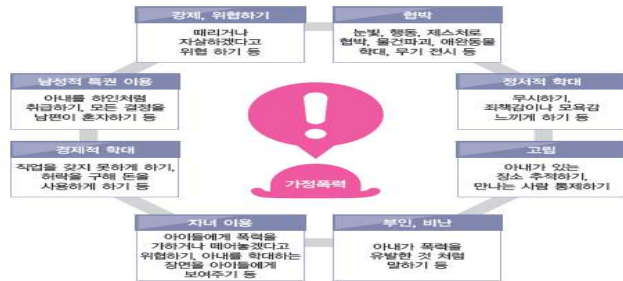 강제, 위협하기
때리거나
자살하겠다고
위협 하기 등
협박
눈빛, 행동, 제스처로
협박, 물건파괴, 애완동물
학대, 무기 전시 등
남성적 특권 이용
아내를 하인처럼
취급하기, 모든 결정을
남편이 혼자하기 등
정서적 학대
무시하기,
죄책감이나 모욕감
느끼게 하기 등
경제적 학대
직업을 갖지 못하게 하기,
허락을 구해 돈을
사용하게 하기 등
고립
아내가 있는
장소 추적하기,
만나는 사람 통제하기
가정폭력
자녀 이용
아이들에게 폭력을
가하거나 떼어놓겠다고
위협하기, 아내를 학대하는
장면을 아이들에게
보여주기 등
부인, 비난
아내가 폭력을
유발한 것 처럼
말하기 등